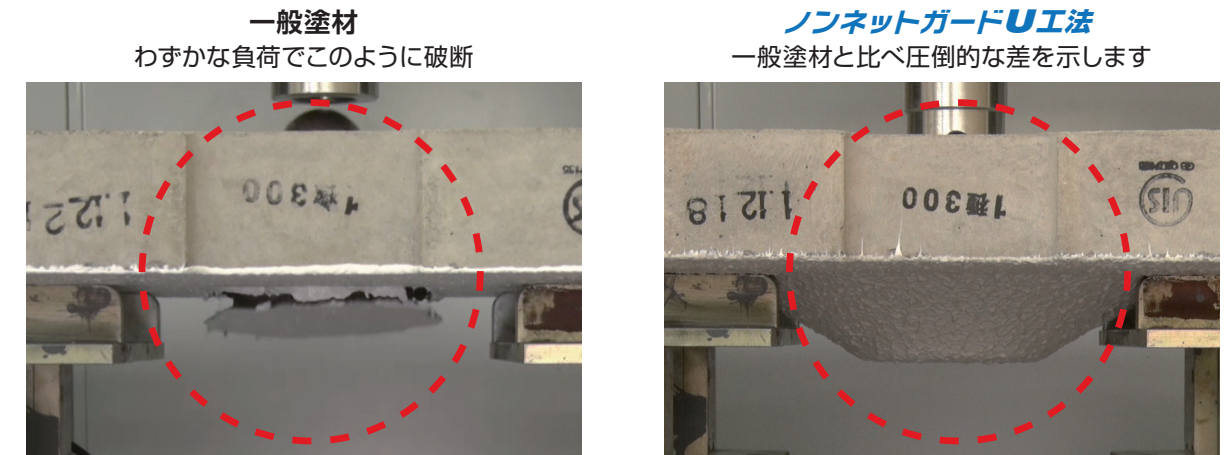 一般塗材
わずかな負荷でこのように破断
ノンネットガードU工法
一般塗材と比べ圧倒的な差を示します
1種300
1.12.2
1種300
1.12.18
JIS